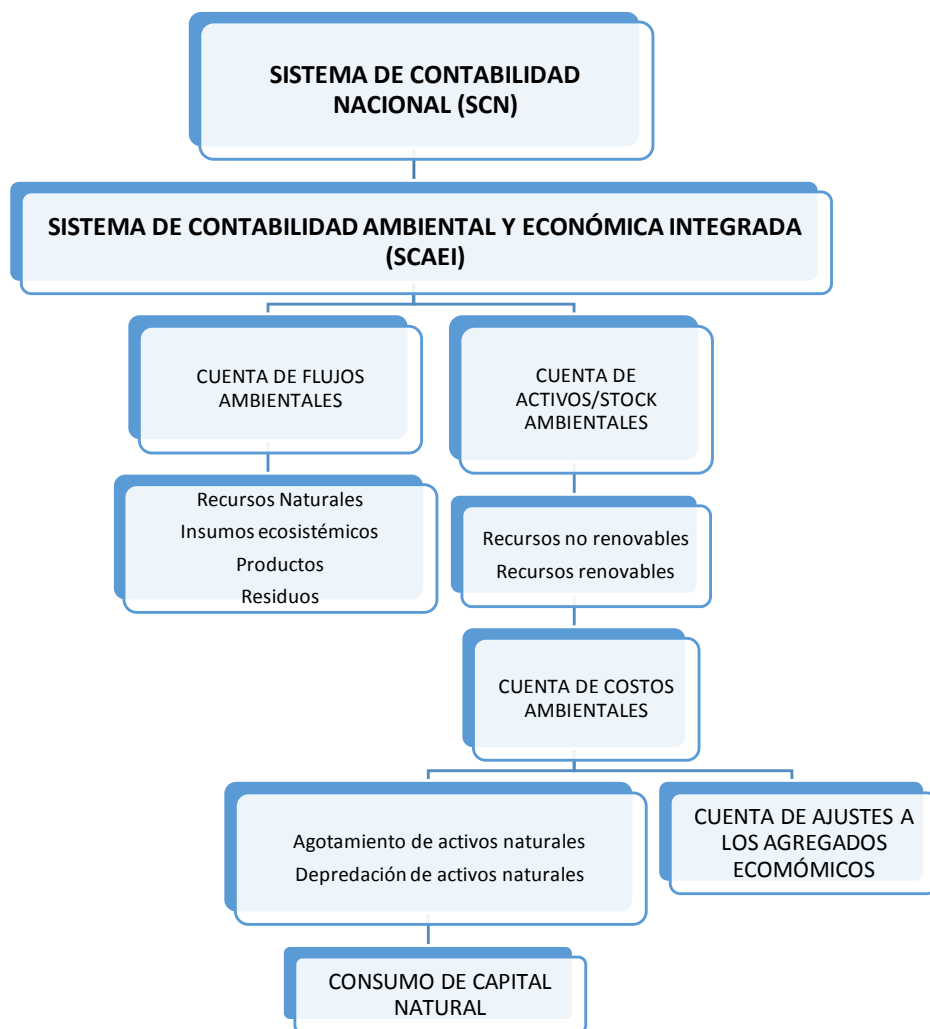 SISTEMA DE CONTABILIDAD
NACIONAL (SCN)
SISTEMA DE CONTABILIDAD AMBIENTAL Y ECONÓMICA INTEGRADA
(SCAEI)
CUENTA DE FLUJOS
AMBIENTALES
CUENTA DE
ACTIVOS/STOCK
AMBIENTALES
Recursos Naturales
Insumos ecosistémicos
Productos
Residuos
Recursos no renovables
Recursos renovables
CUENTA DE COSTOS
AMBIENTALES
Agotamiento de activos naturales
Depredación de activos naturales
CUENTA DE AJUSTES A
LOS AGREGADOS
ECOMÓMICOS
CONSUMO DE CAPITAL
NATURAL